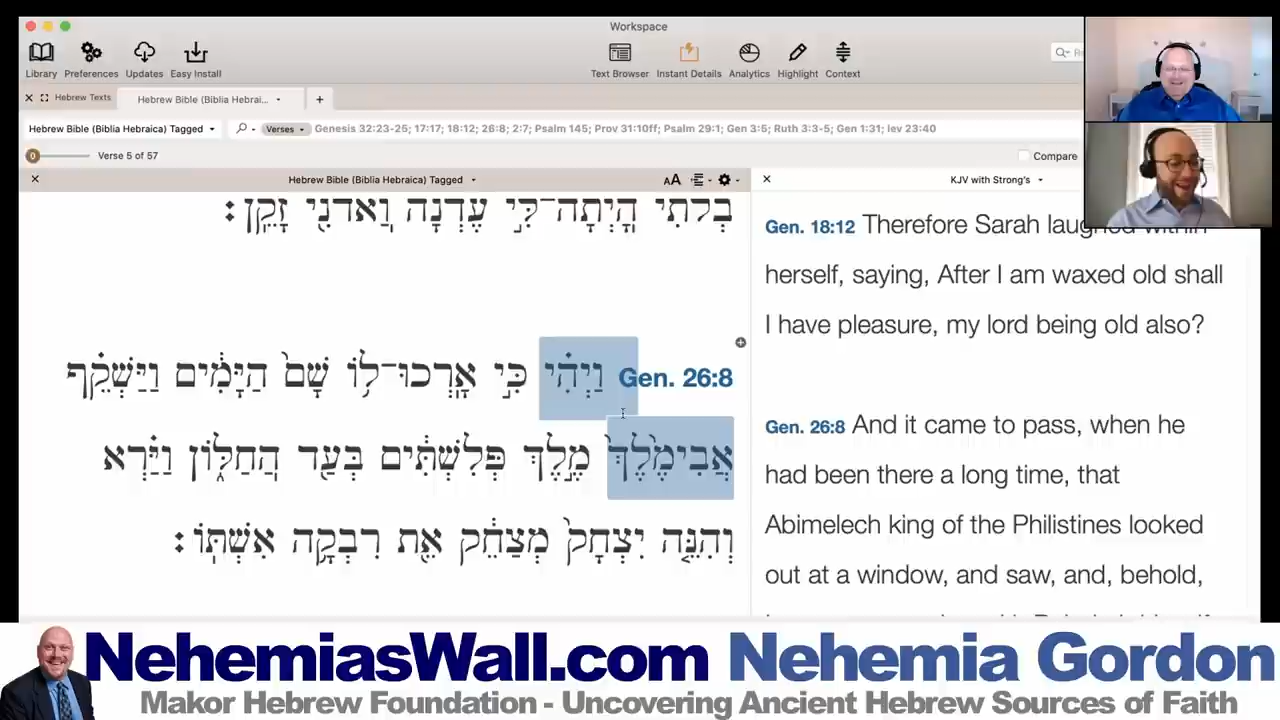 Workspace
Library Preferences Updates Easy Install Text Browser Instant Details Analytics Highlight Context
Hebrew Texts Hebrew Bible (Biblia Hebrai...
Hebrew Bible (Biblia Hebraica) Tagged Verses Genesis 32:23-25; 17:17; 18:12; 26:8; 2:7; Psalm 145; Prov 31:10ff; Psalm 29:1; Gen 3:5; Ruth 3:3-5; Gen 1:31; lev 23:40
0 Verse 5 of 57 Compare
Hebrew Bible (Biblia Hebraica) Tagged AA
בְלֹתִי֙ הָֽיְתָה־לִּ֣י עֶדְנָ֔ה וַֽאדֹנִ֖י זָקֵֽן׃
Gen. 26:8 וַיְהִ֗י כִּ֣י אָֽרְכוּ־ל֥וֹ שָׁם֙ הַיָּמִ֔ים וַיַּשְׁקֵ֗ף
אֲבִימֶ֙לֶךְ֙ מֶ֣לֶךְ פְּלִשְׁתִּ֔ים בְּעַ֖ד הַֽחַלּ֑וֹן וַיַּ֗רְא
וְהִנֵּ֤ה יִצְחָק֙ מְצַחֵ֔ק אֵ֖ת רִבְקָ֥ה אִשְׁתּֽוֹ׃
KJV with Strong's
Gen. 18:12 Therefore Sarah laughed within
herself, saying, After I am waxed old shall
I have pleasure, my lord being old also?
Gen. 26:8 And it came to pass, when he
had been there a long time, that
Abimelech king of the Philistines looked
out at a window, and saw, and, behold,
NehemiasWall.com Nehemia Gordon
Makor Hebrew Foundation - Uncovering Ancient Hebrew Sources of Faith